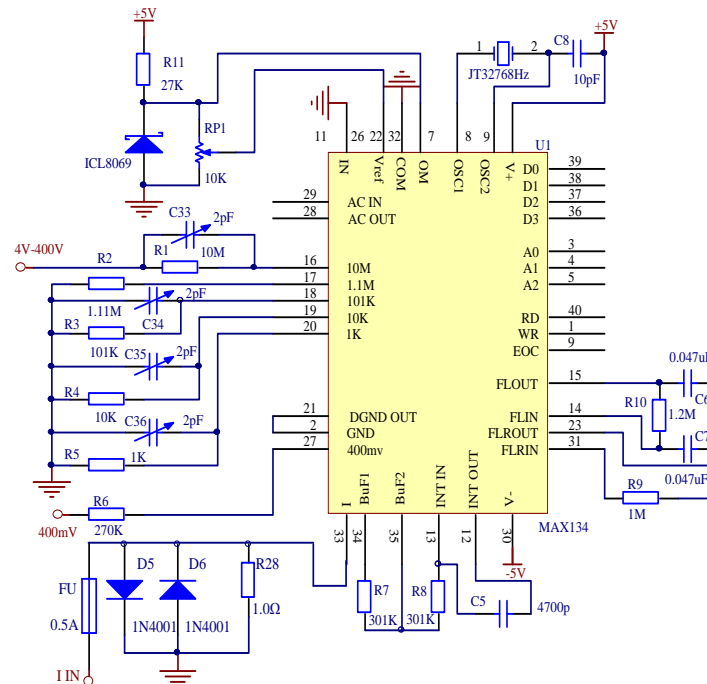 +5V
R11
27K
ICL8069
RP1
10K
11
26
22
32
7
8
9
IN
Vref
COM
OM
OSC1
OSC2
V+
1
2
JT32768Hz
C8
10pF
+5V
U1
29
AC IN
28
AC OUT
C33
2pF
R1
10M
4V-400V
R2
1.11M
2pF
C34
R3
101K
C35
2pF
R4
10K
C36
2pF
R5
1K
16
10M
17
1.1M
18
101K
19
10K
20
1K
21
DGND OUT
2
GND
27
400mv
R6
270K
400mV
D0
39
D1
38
D2
37
D3
36
A0
3
A1
4
A2
5
RD
40
WR
1
EOC
9
FLOUT
15
FLIN
14
FLROUT
23
FLRIN
31
0.047uF
C6
R10
1.2M
C7
0.047uF
R9
1M
I
BuF1
BuF2
INT IN
INT OUT
V-
33
34
35
13
12
30
MAX134
-5V
R7
301K
R8
301K
C5
4700p
FU
0.5A
D5
1N4001
D6
1N4001
R28
1.0Ω
I IN